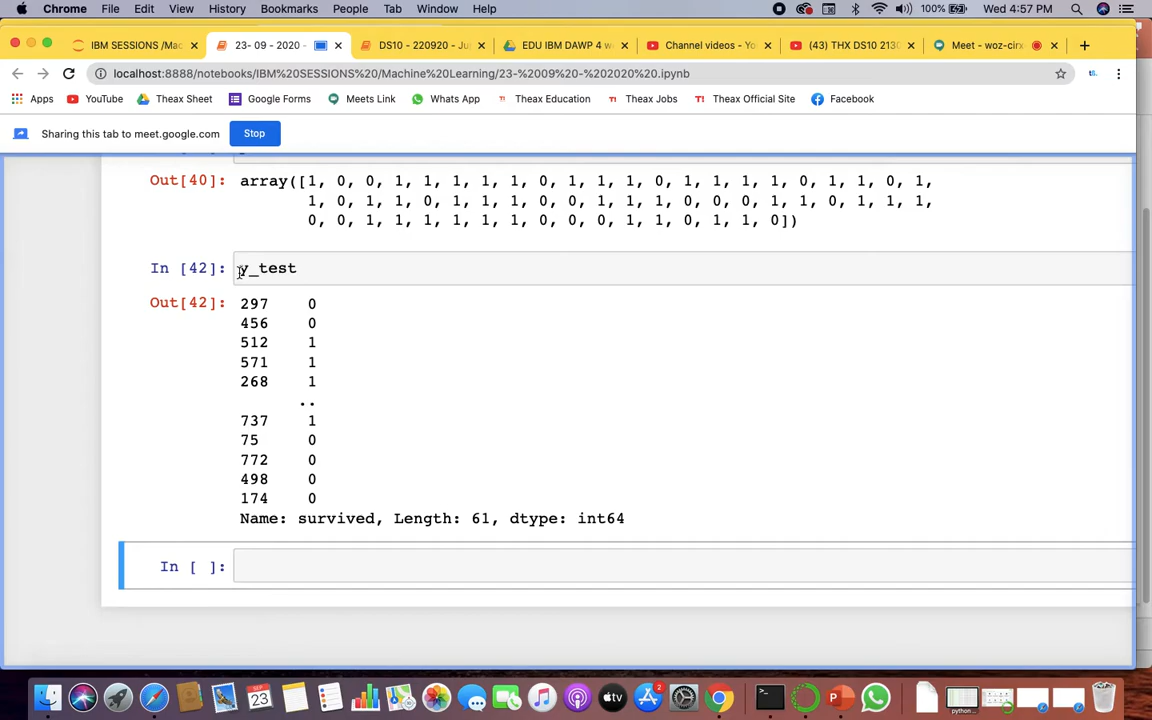 Chrome File Edit View History Bookmarks People Tab Window Help 100% Wed 4:57 PM
IBM SESSIONS /Mac 23- 09 - 2020 - DS10 - 220920 - Ju EDU IBM DAWP 4 w Channel videos - Yo (43) THX DS10 2130 Meet - woz-cirx
localhost:8888/notebooks/IBM%20SESSIONS%20/Machine%20Learning/23-%2009%20-%202020%20.ipynb
Apps YouTube Theax Sheet Google Forms Meets Link Whats App Theax Education Theax Jobs Theax Official Site Facebook
Sharing this tab to meet.google.com Stop
Out[40]: array([1, 0, 0, 1, 1, 1, 1, 1, 0, 1, 1, 1, 0, 1, 1, 1, 1, 0, 1, 1, 0, 1,
1, 0, 1, 1, 0, 1, 1, 1, 0, 0, 1, 1, 1, 0, 0, 0, 1, 1, 0, 1, 1, 1,
0, 0, 1, 1, 1, 1, 1, 1, 0, 0, 0, 1, 1, 0, 1, 1, 0])
In [42]: y_test
Out[42]: 297 0
456 0
512 1
571 1
268 1
..
737 1
75 0
772 0
498 0
174 0
Name: survived, Length: 61, dtype: int64
In [ ]:
SEP
23
2
python...